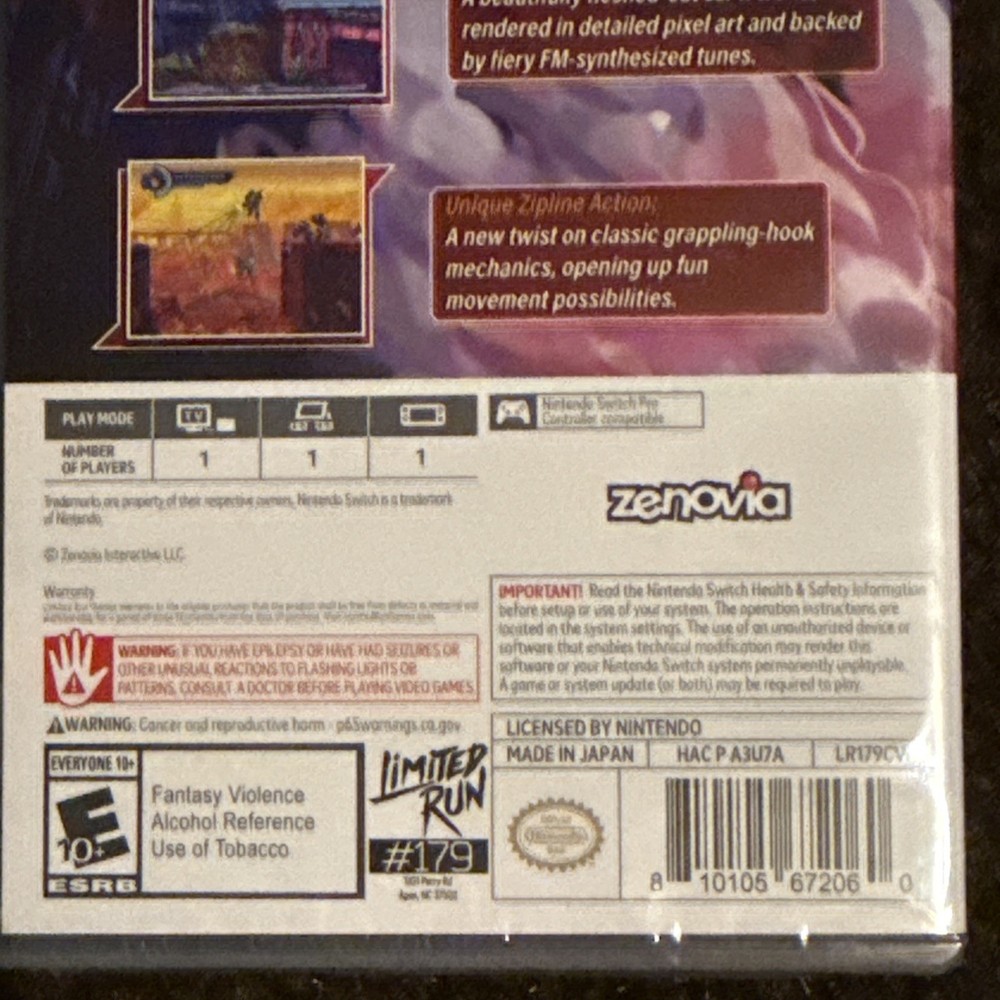 rendered in detailed pixel art and backed
by fiery FM-synthesized tunes.
Unique Zipline Action:
A new twist on classic grappling-hook
mechanics, opening up fun
movement possibilities.
PLAY MODE
TV
NUMBER
OF PLAYERS
1
1
1
Nintendo Switch Pro
Controller compatible
Trademarks are property of their respective owners. Nintendo Switch is a trademark
of Nintendo.
© Zenovia Interactive LLC.
zenovia
Warranty
WARNING: IF YOU HAVE EPILEPSY OR HAVE HAD SEIZURES OR
OTHER UNUSUAL REACTIONS TO FLASHING LIGHTS OR
PATTERNS, CONSULT A DOCTOR BEFORE PLAYING VIDEO GAMES.
WARNING: Cancer and reproductive harm - p65warnings.ca.gov
IMPORTANT! Read the Nintendo Switch Health & Safety Information
before setup or use of your system. The operation instructions are
located in the system settings. The use of an unauthorized device or
software that enables technical modification may render this
software or your Nintendo Switch system permanently unplayable.
A game or system update (or both) may be required to play.
LICENSED BY NINTENDO
MADE IN JAPAN
HAC P A3U7A
LR179CV
EVERYONE 10+
E
10+
ESRB
Fantasy Violence
Alcohol Reference
Use of Tobacco
LIMITED
RUN
#179
Nintendo
8 10105 67206 0